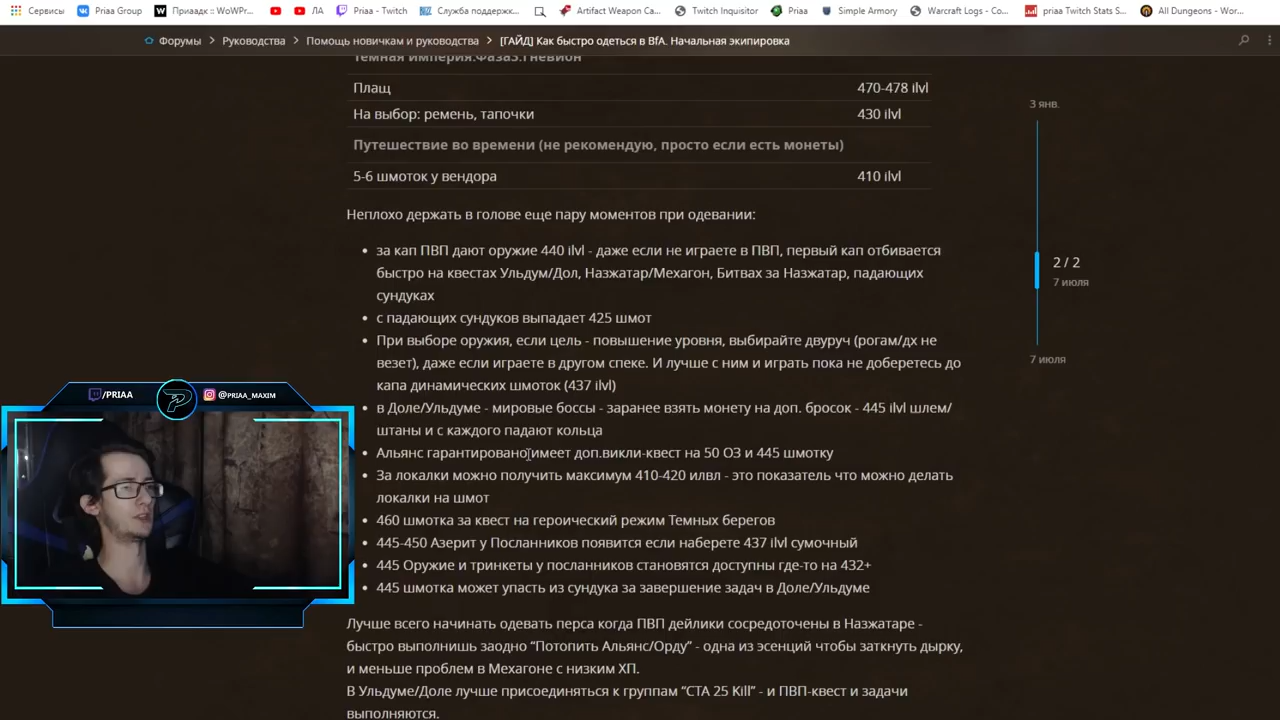 Сервисы
Priaa Group
Приаадк :: WoWPr...
ЛА
Priaa - Twitch
Служба поддержк...
Artifact Weapon Ca...
Twitch Inquisitor
Priaa
Simple Armory
Warcraft Logs - Co...
priaa Twitch Stats S...
All Dungeons - Wor...
Форумы > Руководства > Помощь новичкам и руководства > [ГАЙД] Как быстро одеться в BfA. Начальная экипировка
Темная империя.Фаза3.Гневион
Плащ 470-478 ilvl
На выбор: ремень, тапочки 430 ilvl
Путешествие во времени (не рекомендую, просто если есть монеты)
5-6 шмоток у вендора 410 ilvl
Неплохо держать в голове еще пару моментов при одевании:
• за кап ПВП дают оружие 440 ilvl - даже если не играете в ПВП, первый кап отбивается
быстро на квестах Ульдум/Дол, Назжатар/Мехагон, Битвах за Назжатар, падающих
сундуках
• с падающих сундуков выпадает 425 шмот
• При выборе оружия, если цель - повышение уровня, выбирайте двуруч (рогам/дх не
везет), даже если играете в другом спеке. И лучше с ним и играть пока не доберетесь до
капа динамических шмоток (437 ilvl)
• в Доле/Ульдуме - мировые боссы - заранее взять монету на доп. бросок - 445 ilvl шлем/
штаны и с каждого падают кольца
• Альянс гарантировано имеет доп.викли-квест на 50 ОЗ и 445 шмотку
• За локалки можно получить максимум 410-420 илвл - это показатель что можно делать
локалки на шмот
• 460 шмотка за квест на героический режим Темных берегов
• 445-450 Азерит у Посланников появится если наберете 437 ilvl сумочный
• 445 Оружие и тринкеты у посланников становятся доступны где-то на 432+
• 445 шмотка может упасть из сундука за завершение задач в Доле/Ульдуме
Лучше всего начинать одевать перса когда ПВП дейлики сосредоточены в Назжатаре -
быстро выполнишь заодно “Потопить Альянс/Орду” - одна из эсенций чтобы заткнуть дырку,
и меньше проблем в Мехагоне с низким ХП.
В Ульдуме/Доле лучше присоединяться к группам “СТА 25 Kill” - и ПВП-квест и задачи
выполняются.
3 янв.
2 / 2
7 июля
7 июля
/PRIAA
@PRIAA_MAXIM